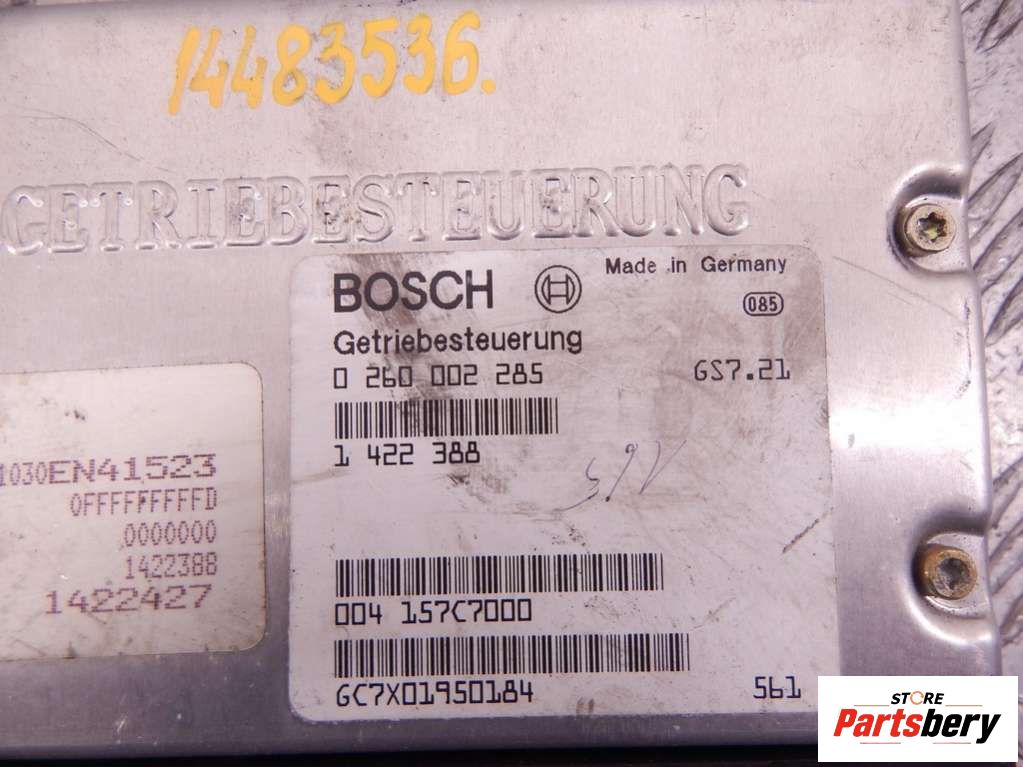 14483536.
GETRIEBESTEUERUNG
BOSCH
Made in Germany
085
Getriebesteuerung
0 260 002 285 GS7.21
1 422 388
004 157C7000
GC7X01950184 561
1030EN41523
0FFFFFFFFFD
0000000
1422388
1422427
STORE
Partsbery